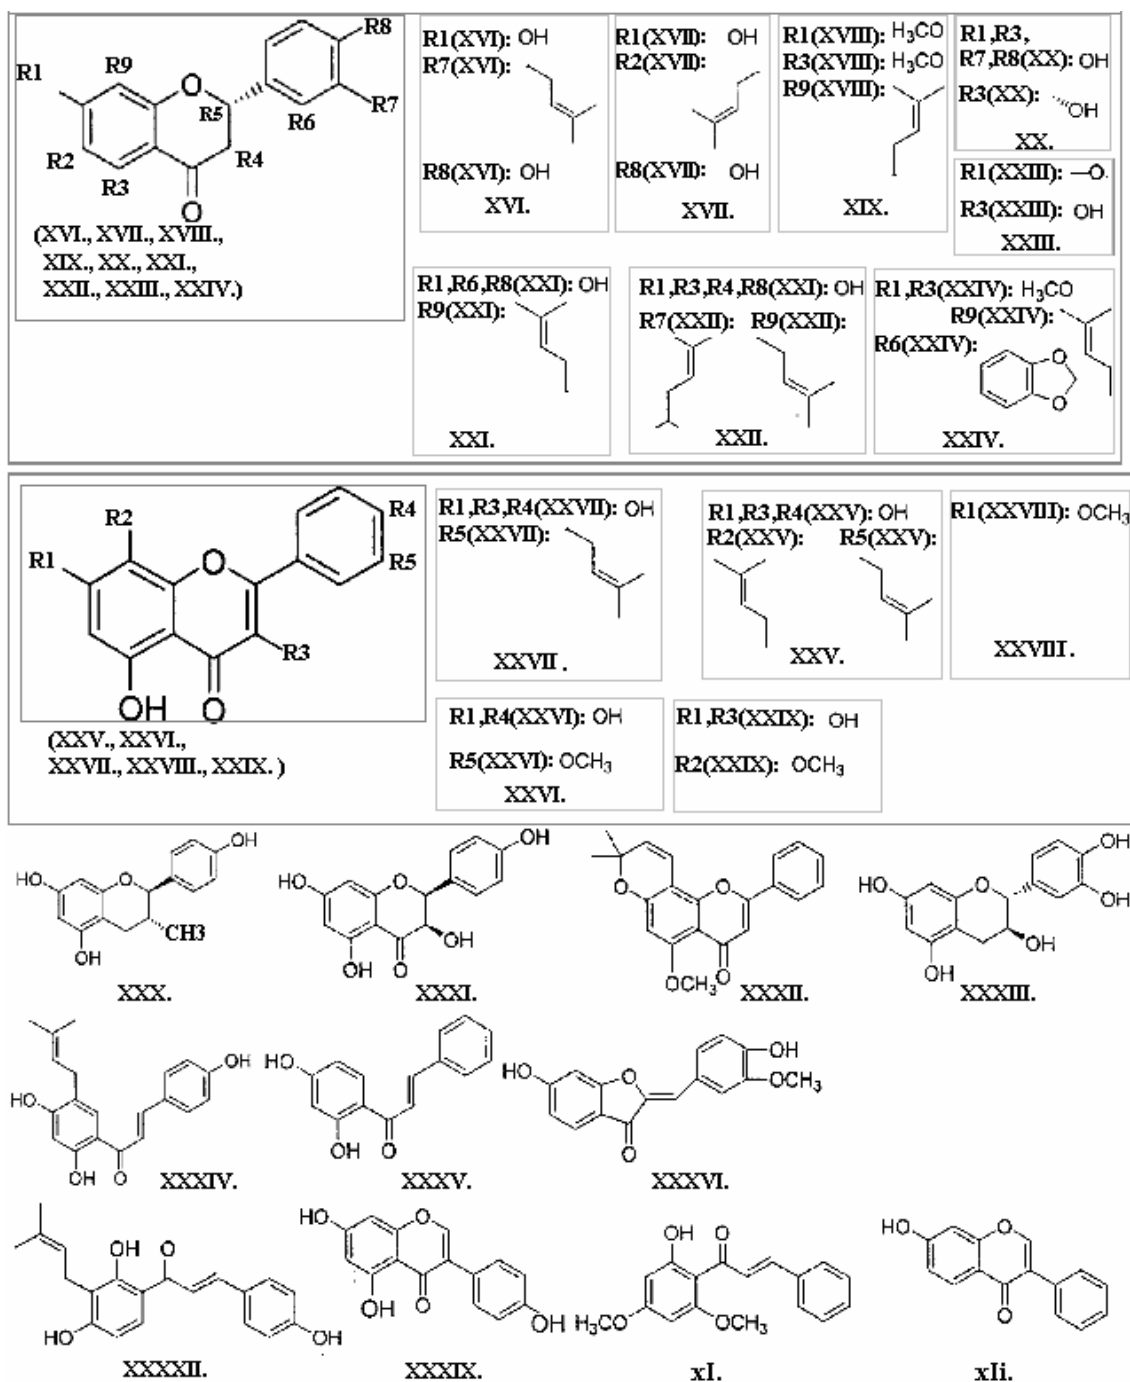 R8
R1
R9
O
R5
R7
R6
R2
R4
R3
O
(XVI., XVII., XVIII.,
XIX., XX., XXI.,
XXII., XXIII., XXIV.)
R1(XVI): OH
R7(XVI):
R8(XVI): OH
XVI.
R1(XVII): OH
R2(XVII):
R8(XVII): OH
XVII.
R1(XVIII): H₃CO
R3(XVIII): H₃CO
R9(XVIII):
XIX.
R1,R3,
R7,R8(XX): OH
R3(XX): OH
XX.
R1(XXIII): —O.
R3(XXIII): OH
XXIII.
R1,R6,R8(XXI): OH
R9(XXI):
XXI.
R1,R3,R4,R8(XXI): OH
R7(XXII): R9(XXII):
XXII.
R1,R3(XXIV): H₃CO
R9(XXIV):
R6(XXIV):
O
O
XXIV.
R2
R4
R1
O
R5
R3
OH O
(XXV., XXVI.,
XXVII., XXVIII., XXIX. )
R1,R3,R4(XXVII): OH
R5(XXVII):
XXVII .
R1,R3,R4(XXV): OH
R2(XXV): R5(XXV):
XXV.
R1(XXVIII): OCH₃
XXVIII.
R1,R4(XXVI): OH
R5(XXVI): OCH₃
XXVI.
R1,R3(XXIX): OH
R2(XXIX): OCH₃
OH
HO O
CH3
OH
XXX.
OH
HO O
OH
OH O
XXXI.
O O
OCH₃ O
XXXII.
OH
HO O
OH
OH
OH
XXXIII.
OH
HO
OH O
XXXIV.
HO
OH O
XXXV.
OH
HO O OCH₃
O
XXXVI.
OH O
HO OH
XXXXII.
HO O
OH O
OH
XXXIX.
OH O
H₃CO OCH₃
xI.
HO O
O
xIi.